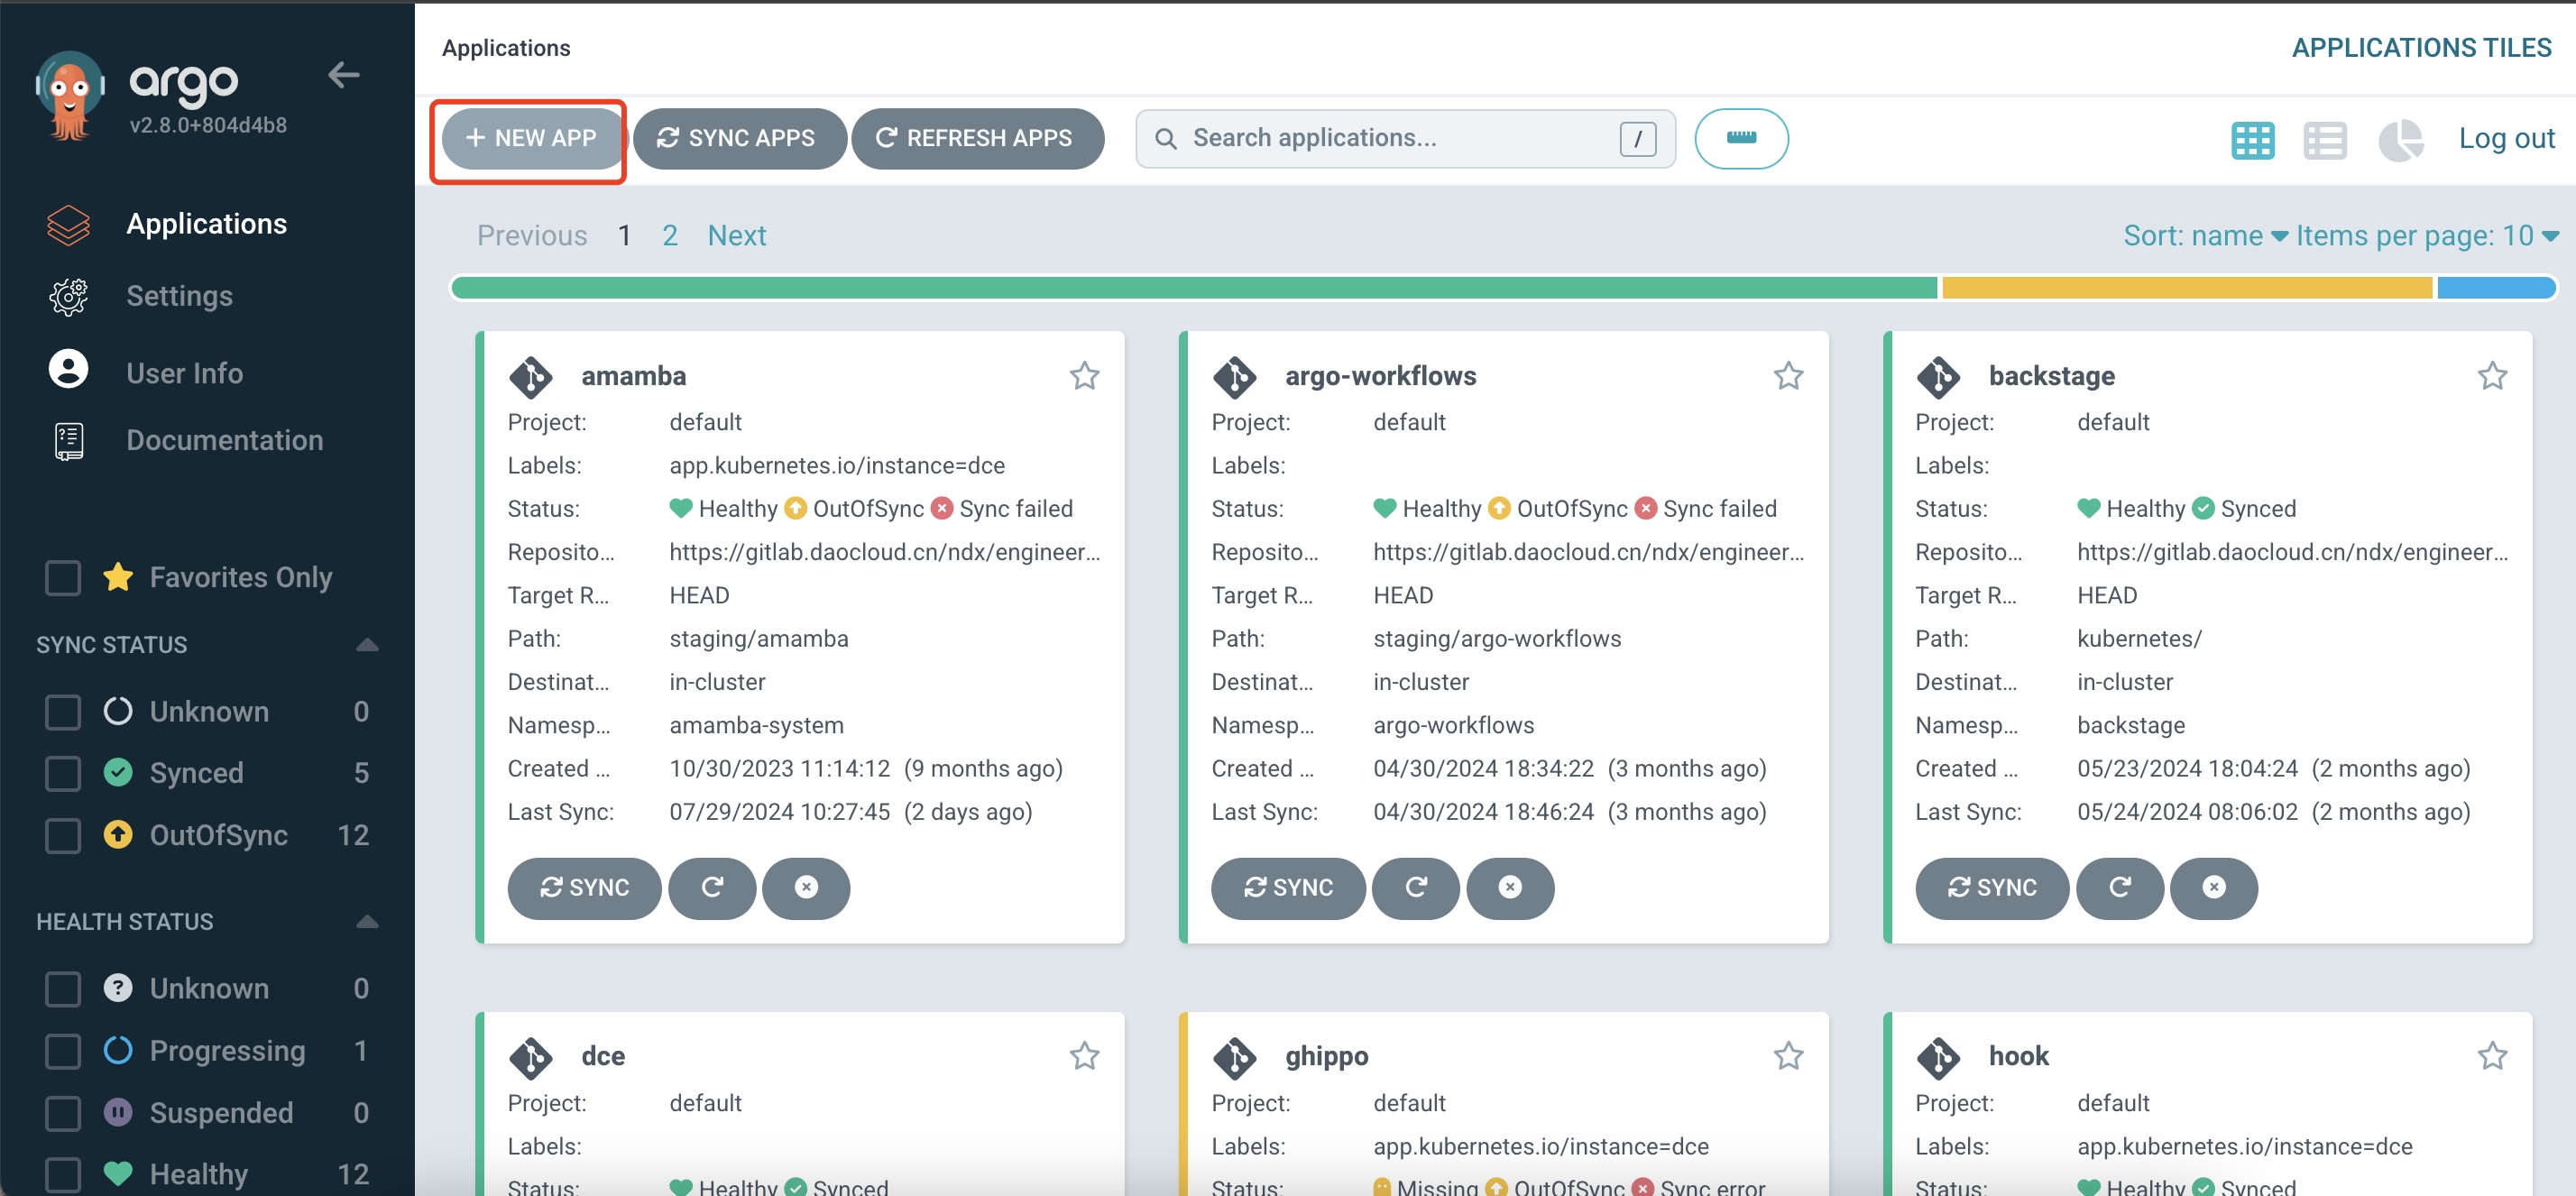 argo
v2.8.0+804d4b8
Applications
Settings
User Info
Documentation
Favorites Only
SYNC STATUS
Unknown 0
Synced 5
OutOfSync 12
HEALTH STATUS
Unknown 0
Progressing 1
Suspended 0
Healthy 12
Applications
APPLICATIONS TILES
+ NEW APP
SYNC APPS
REFRESH APPS
Search applications...
/
Log out
Previous 1 2 Next
Sort: name Items per page: 10
amamba
Project: default
Labels: app.kubernetes.io/instance=dce
Status: Healthy OutOfSync Sync failed
Reposito... https://gitlab.daocloud.cn/ndx/engineer...
Target R... HEAD
Path: staging/amamba
Destinat... in-cluster
Namesp... amamba-system
Created ... 10/30/2023 11:14:12 (9 months ago)
Last Sync: 07/29/2024 10:27:45 (2 days ago)
SYNC
argo-workflows
Project: default
Labels:
Status: Healthy OutOfSync Sync failed
Reposito... https://gitlab.daocloud.cn/ndx/engineer...
Target R... HEAD
Path: staging/argo-workflows
Destinat... in-cluster
Namesp... argo-workflows
Created ... 04/30/2024 18:34:22 (3 months ago)
Last Sync: 04/30/2024 18:46:24 (3 months ago)
SYNC
backstage
Project: default
Labels:
Status: Healthy Synced
Reposito... https://gitlab.daocloud.cn/ndx/engineer...
Target R... HEAD
Path: kubernetes/
Destinat... in-cluster
Namesp... backstage
Created ... 05/23/2024 18:04:24 (2 months ago)
Last Sync: 05/24/2024 08:06:02 (2 months ago)
SYNC
dce
Project: default
Labels:
Status: Healthy Synced
ghippo
Project: default
Labels: app.kubernetes.io/instance=dce
Status: Missing OutOfSync Sync error
hook
Project: default
Labels: app.kubernetes.io/instance=dce
Status: Healthy Synced